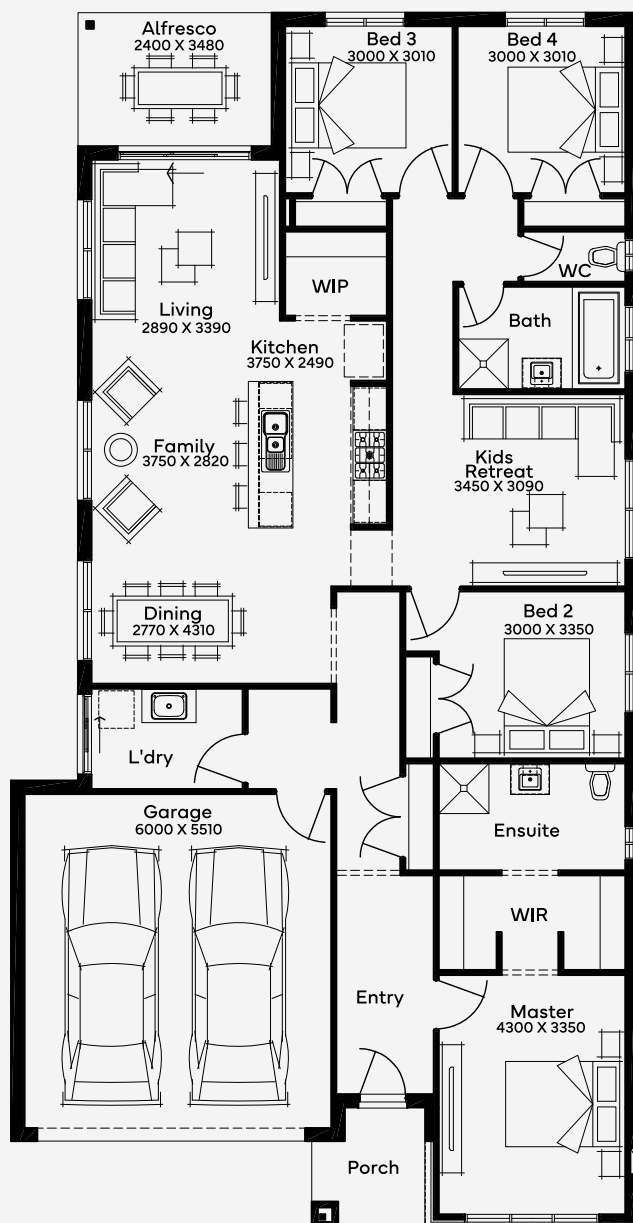 Alfresco
2400 X 3480
Bed 3
3000 X 3010
Bed 4
3000 X 3010
WC
WIP
Living
2890 X 3390
Bath
Kitchen
3750 X 2490
Family
3750 X 2820
Kids
Retreat
3450 X 3090
Dining
2770 X 4310
Bed 2
3000 X 3350
L'dry
Garage
6000 X 5510
Ensuite
WIR
Entry
Master
4300 X 3350
Porch